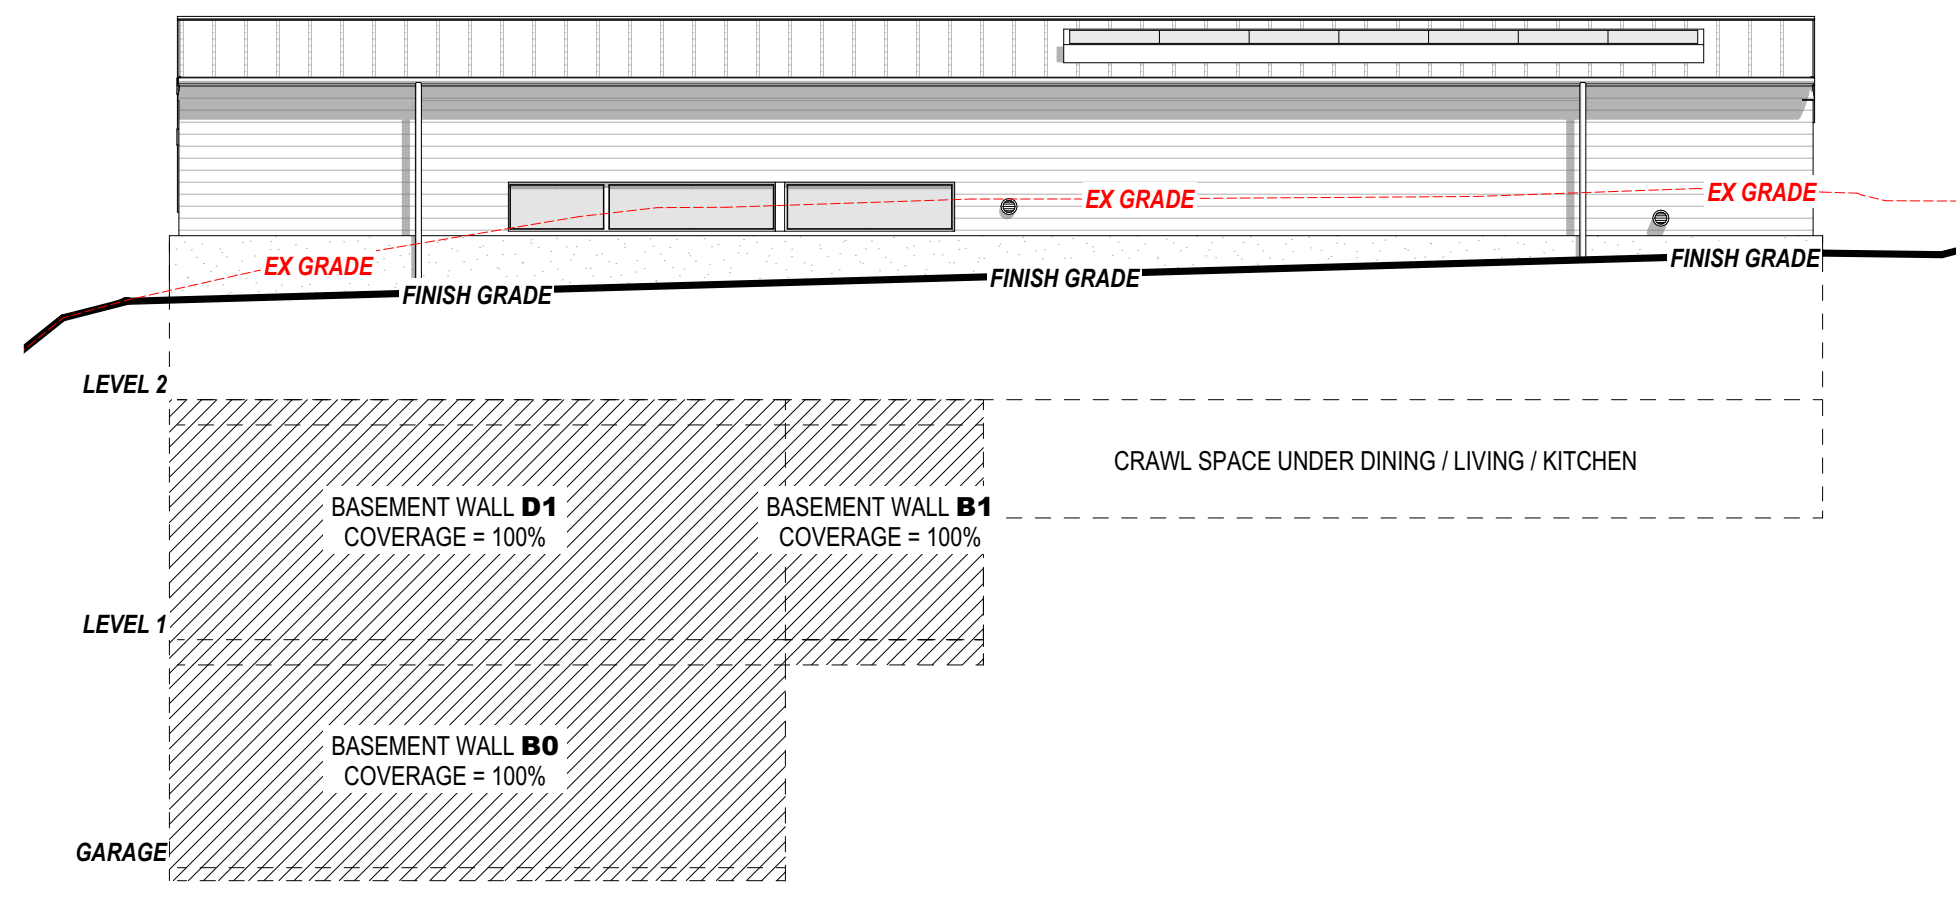 EX GRADE
EX GRADE
EX GRADE
FINISH GRADE
FINISH GRADE
FINISH GRADE
LEVEL 2
CRAWL SPACE UNDER DINING / LIVING / KITCHEN
BASEMENT WALL D1
COVERAGE = 100%
BASEMENT WALL B1
COVERAGE = 100%
LEVEL 1
BASEMENT WALL B0
COVERAGE = 100%
GARAGE